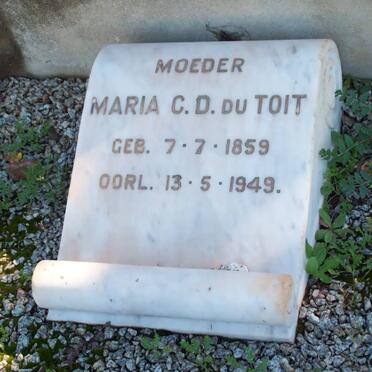 MOEDER
MARIA C.D. DU TOIT
GEB. 7·7·1859
OORL. 13·5·1949.